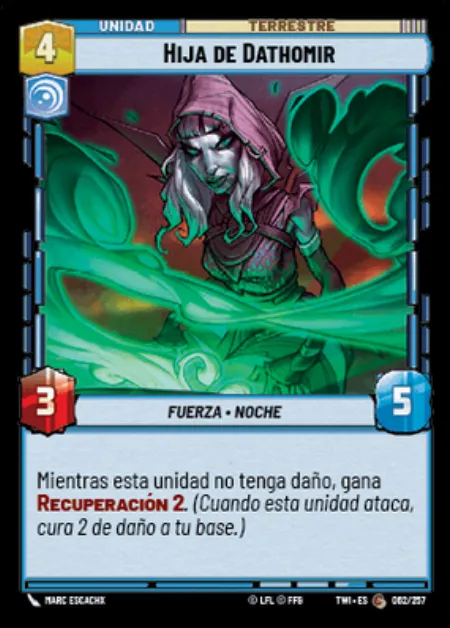 UNIDAD
TERRESTRE
4
HIJA DE DATHOMIR
3
FUERZA • NOCHE
5
Mientras esta unidad no tenga daño, gana
RECUPERACIÓN 2. (Cuando esta unidad ataca,
cura 2 de daño a tu base.)
MARC ESCACHX
© LFL © FFG
TWI • ES
062/257